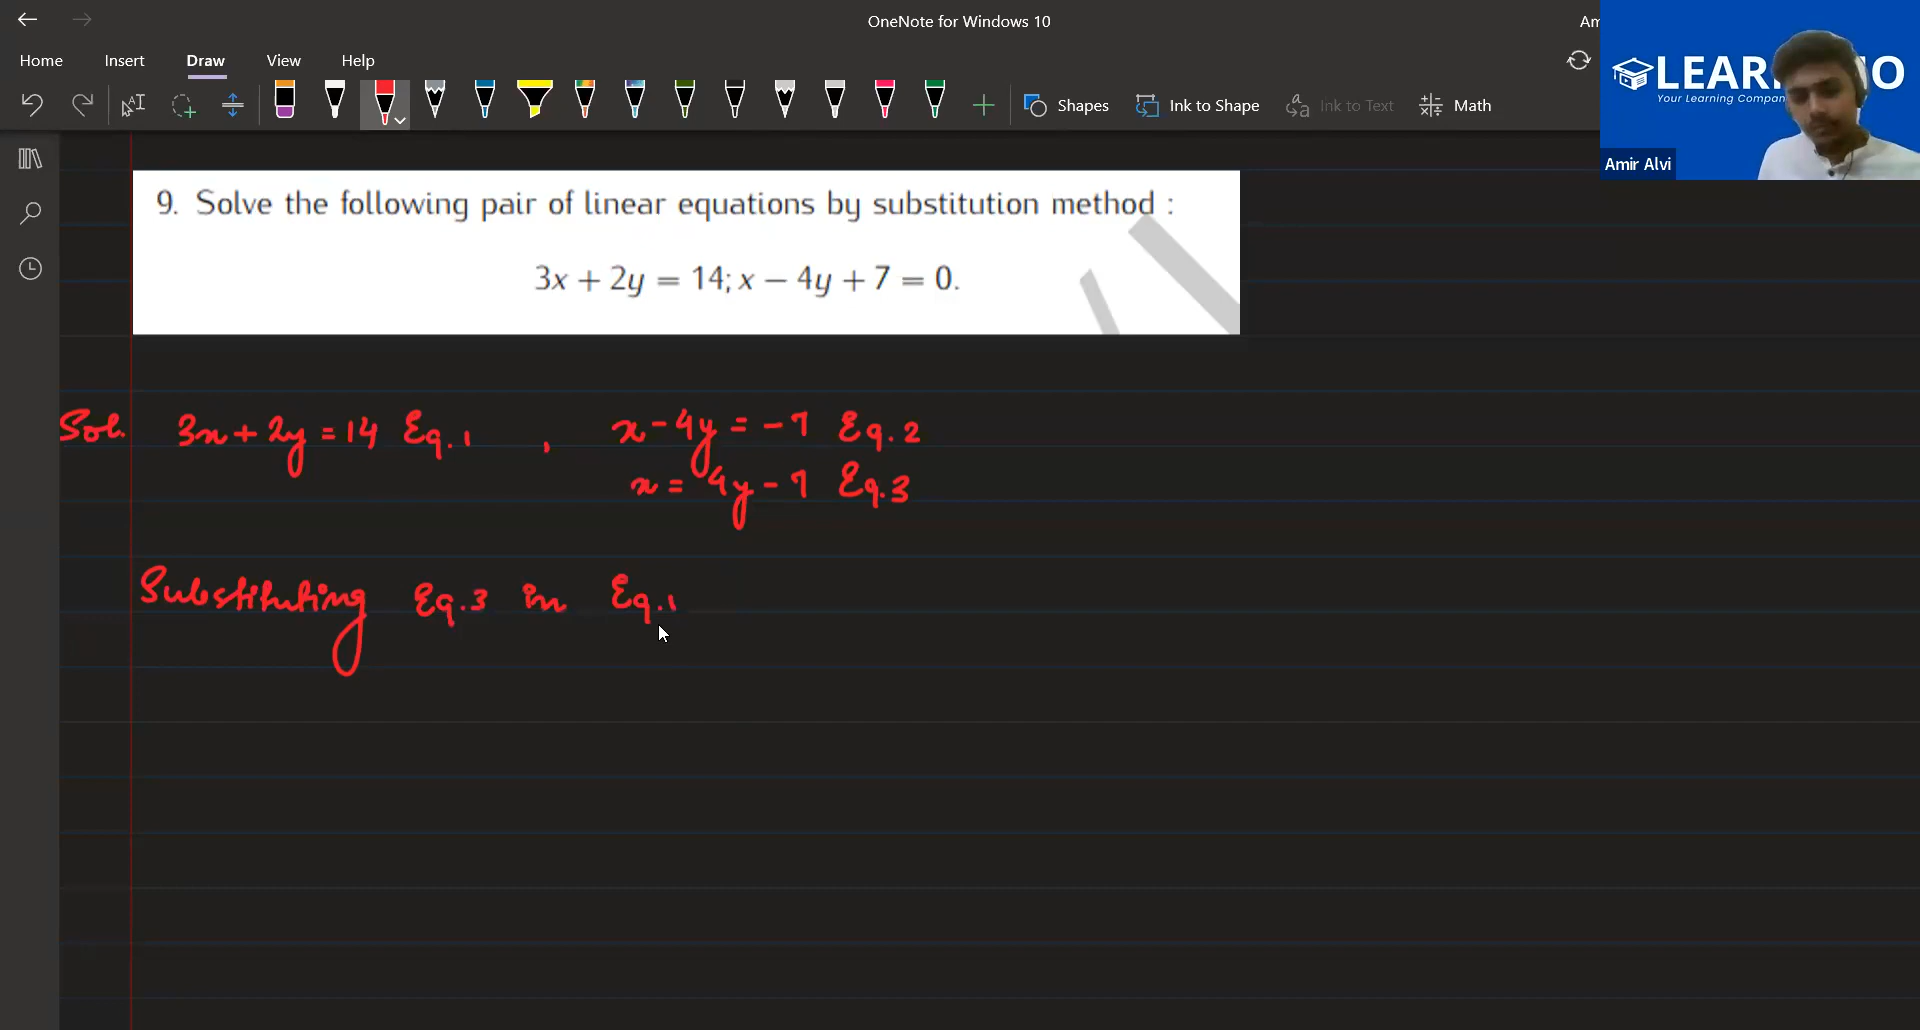 OneNote for Windows 10
Home Insert Draw View Help
Shapes Ink to Shape Ink to Text Math
Your Learning Compan
Amir Alvi
9. Solve the following pair of linear equations by substitution method :
3x + 2y = 14; x − 4y + 7 = 0.
Sol. 3x + 2y = 14 Eq. 1 , x - 4y = -7 Eq. 2
x = 4y - 7 Eq. 3
Substituting Eq. 3 in Eq. 1